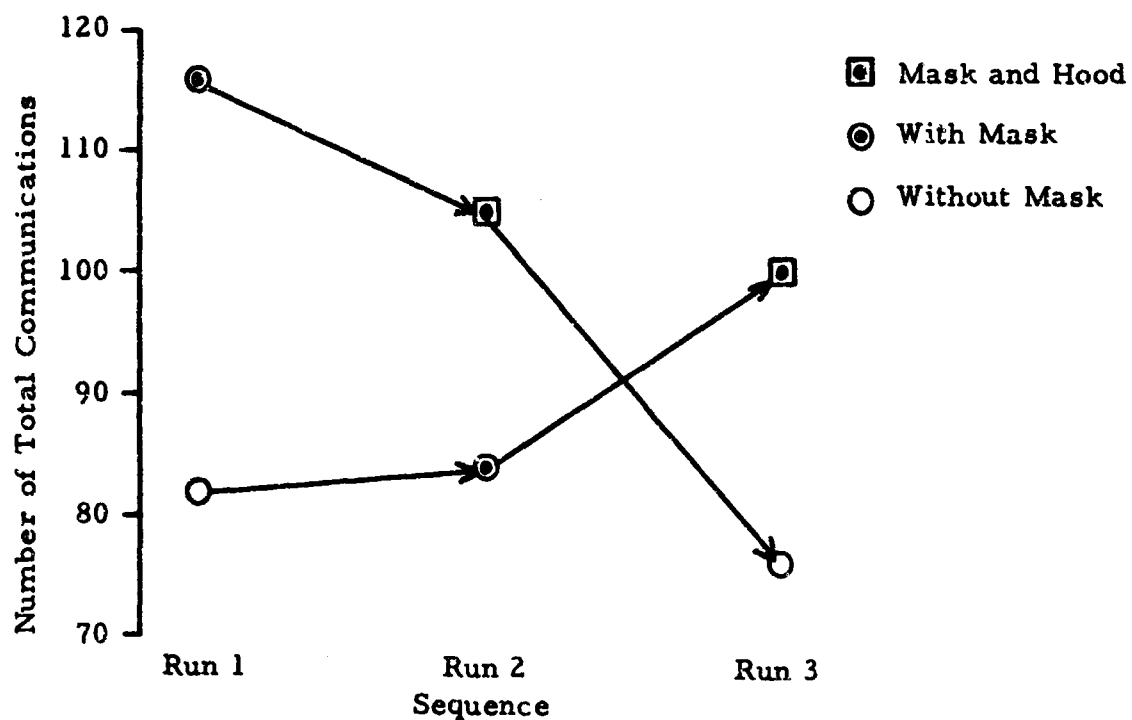 120
110
100
90
80
70
Number of Total Communications
Run 1
Run 2
Run 3
Sequence
Mask and Hood
With Mask
Without Mask